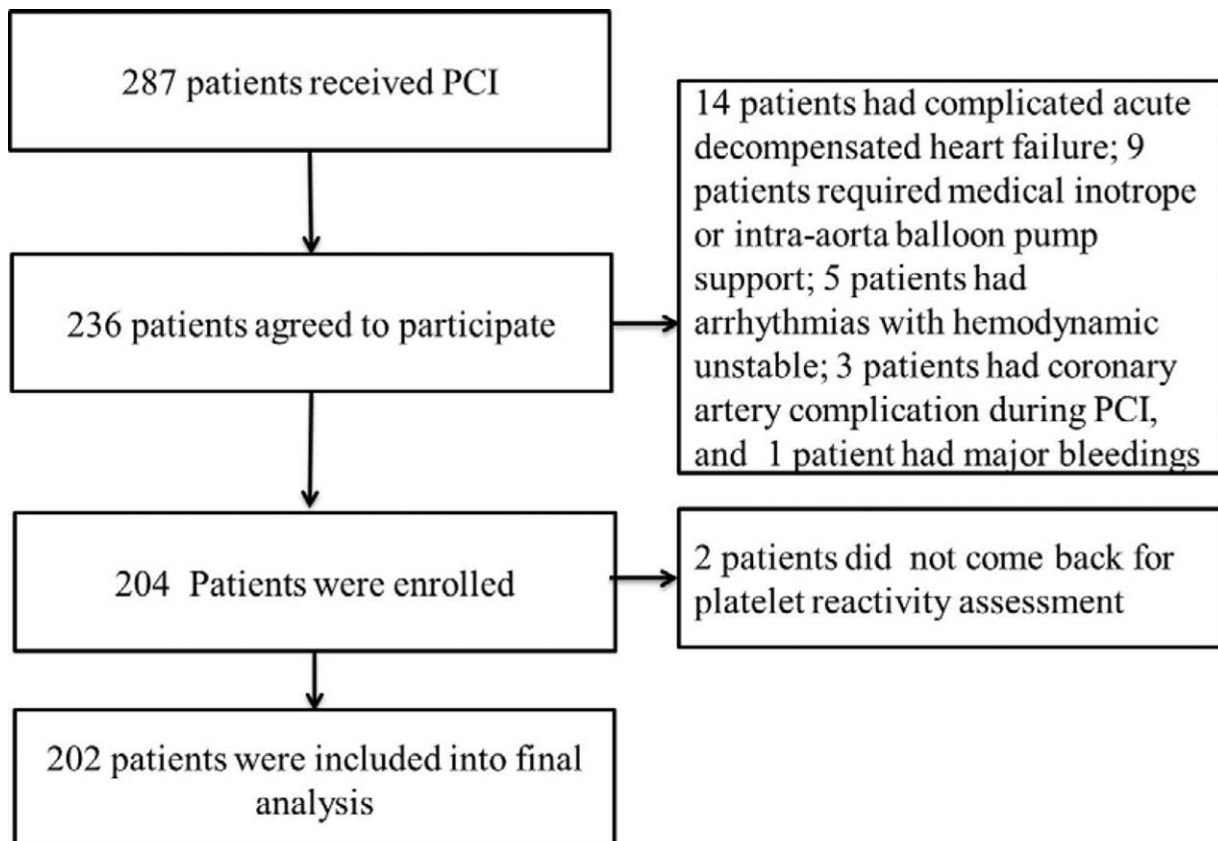 287 patients received PCI
14 patients had complicated acute
decompensated heart failure; 9
patients required medical inotrope
or intra-aorta balloon pump
support; 5 patients had
arrhythmias with hemodynamic
unstable; 3 patients had coronary
artery complication during PCI,
and 1 patient had major bleedings
236 patients agreed to participate
204 Patients were enrolled
2 patients did not come back for
platelet reactivity assessment
202 patients were included into final
analysis